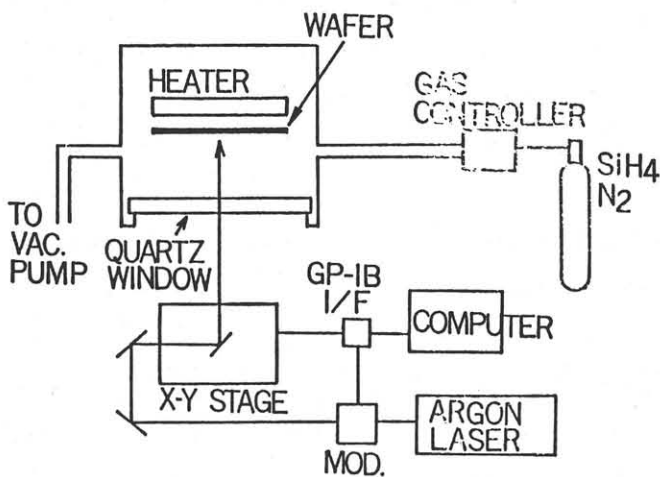 WAFER
HEATER
GAS
CONTROLLER
SiH4
N2
TO
VAC.
PUMP
QUARTZ
WINDOW
GP-IB
I/F
COMPUTER
X-Y STAGE
ARGON
LASER
MOD.